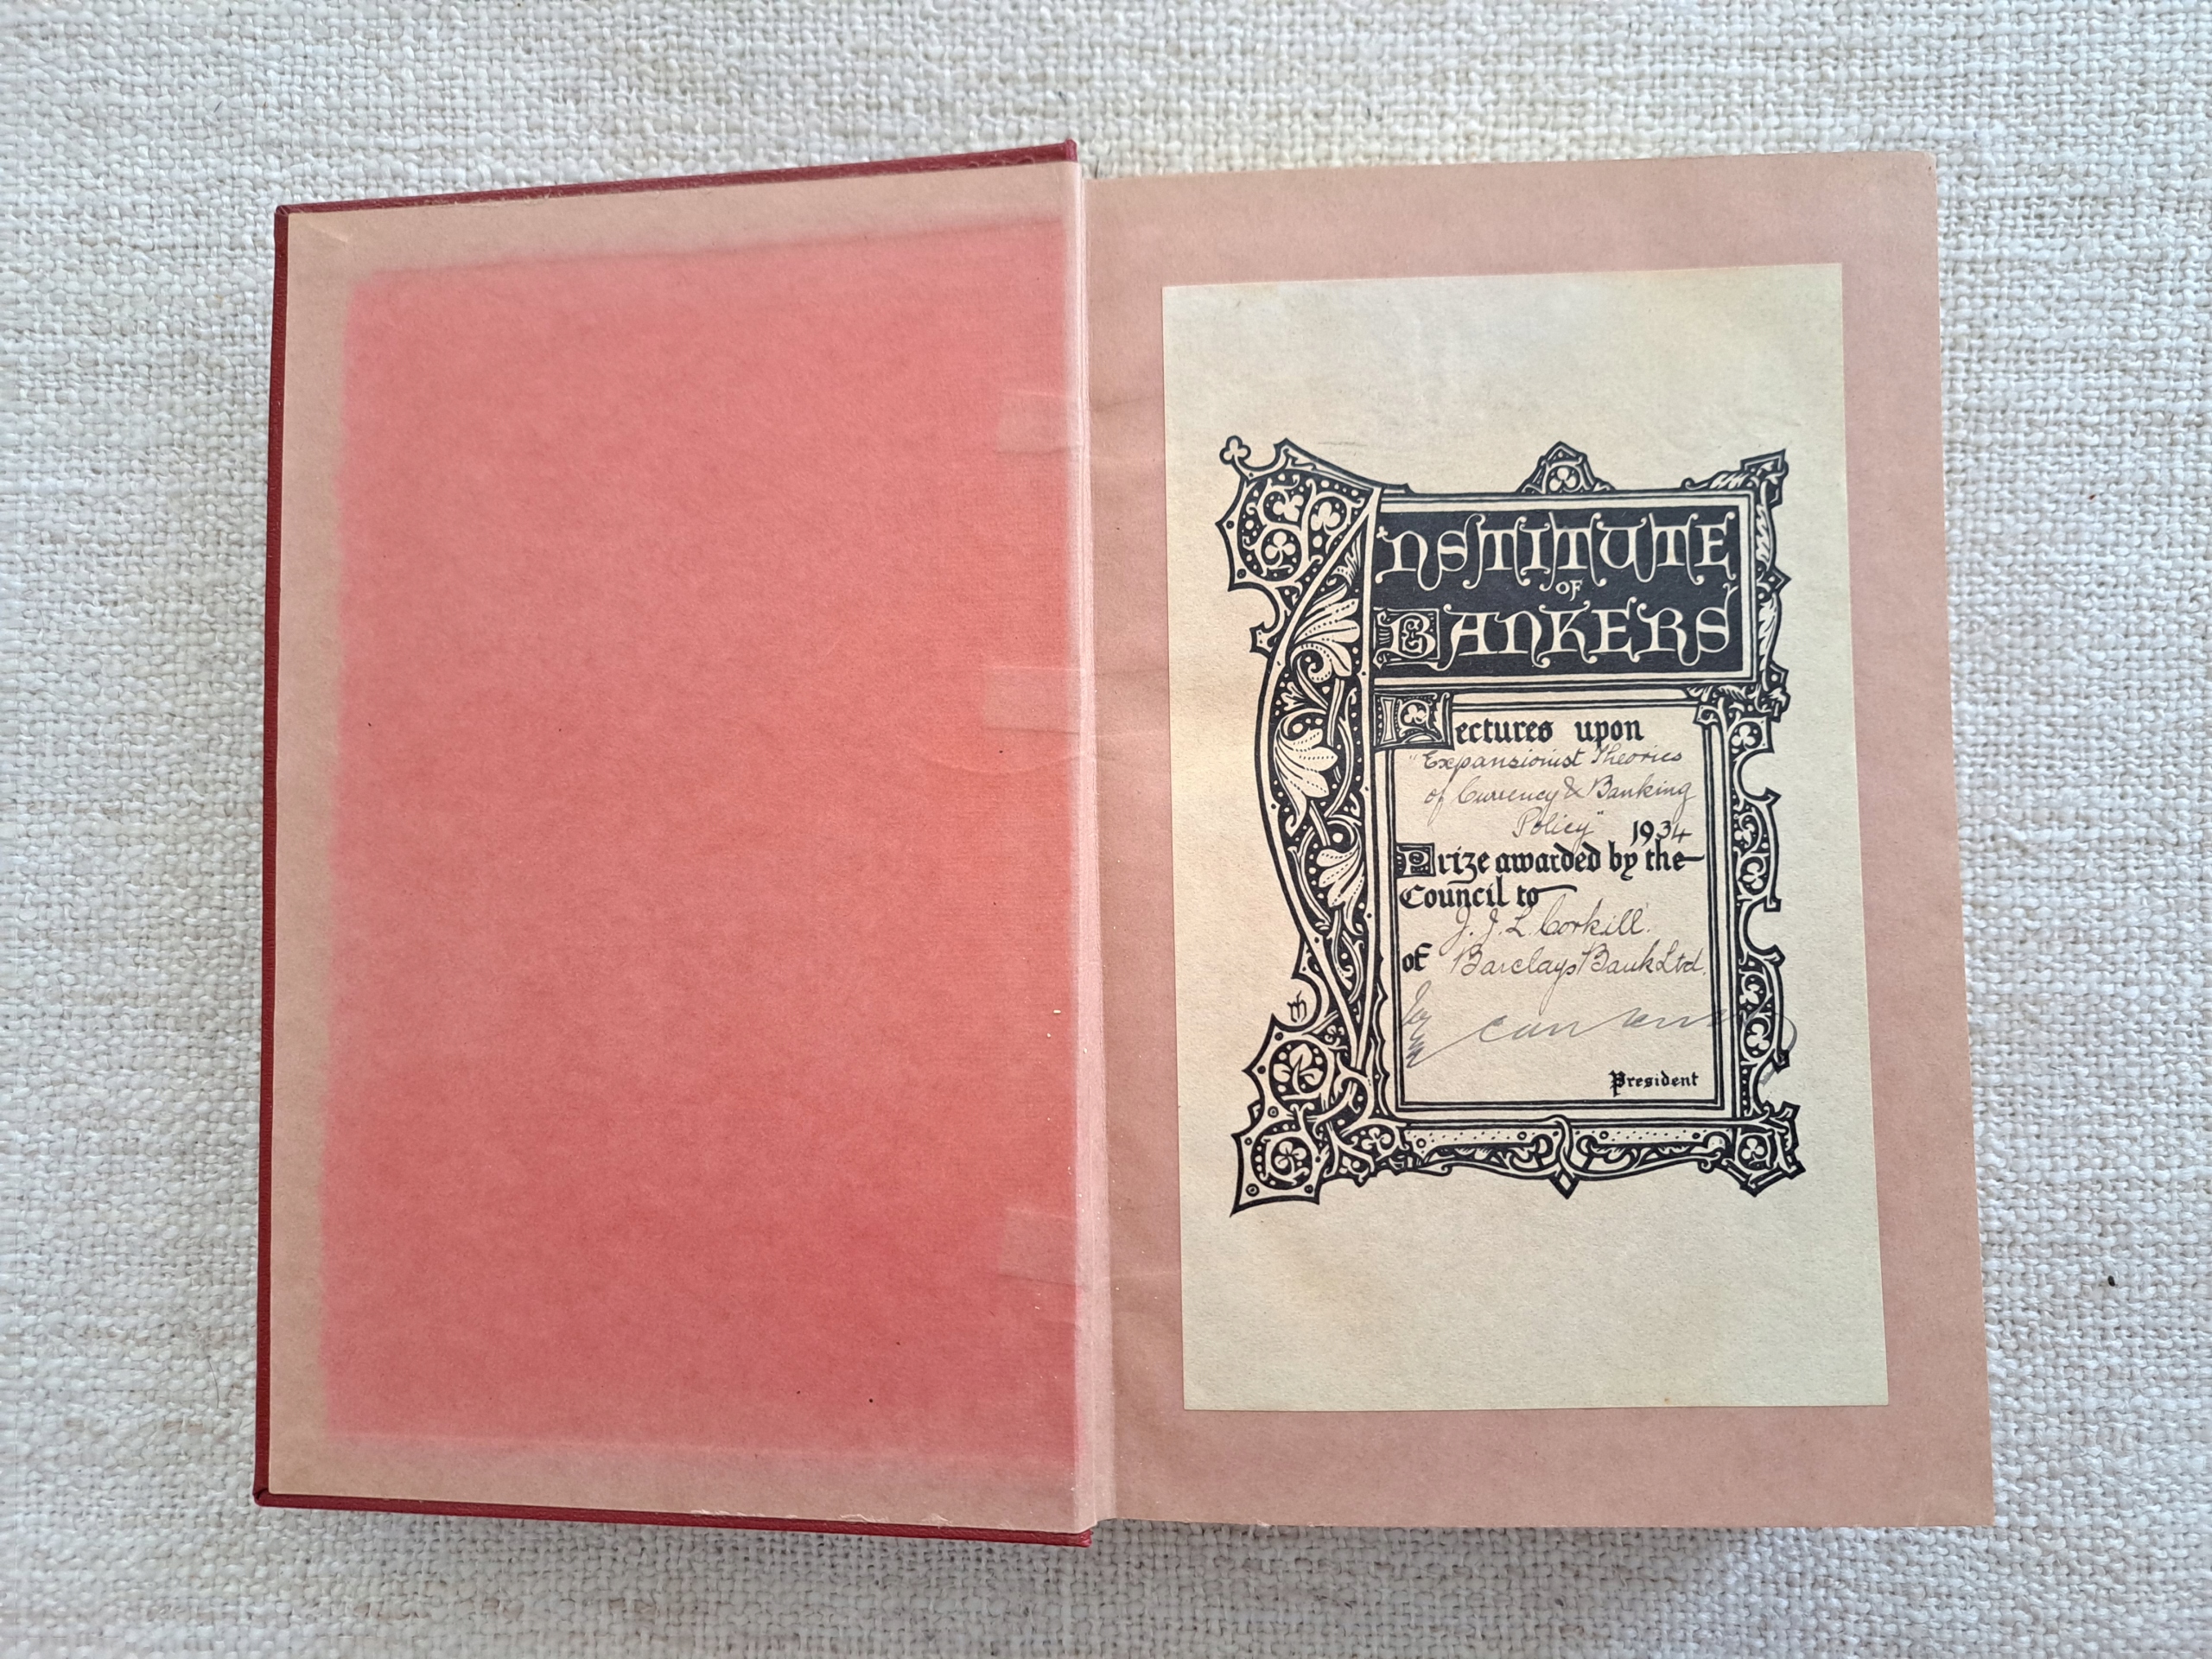 INSTITUTE
OF
BANKERS
Lectures upon
"Expansionist Theories
of Currency & Banking
Policy" 1934
Prize awarded by the
Council to
J. J. L. Corkill.
of Barclays Bank Ltd.
President